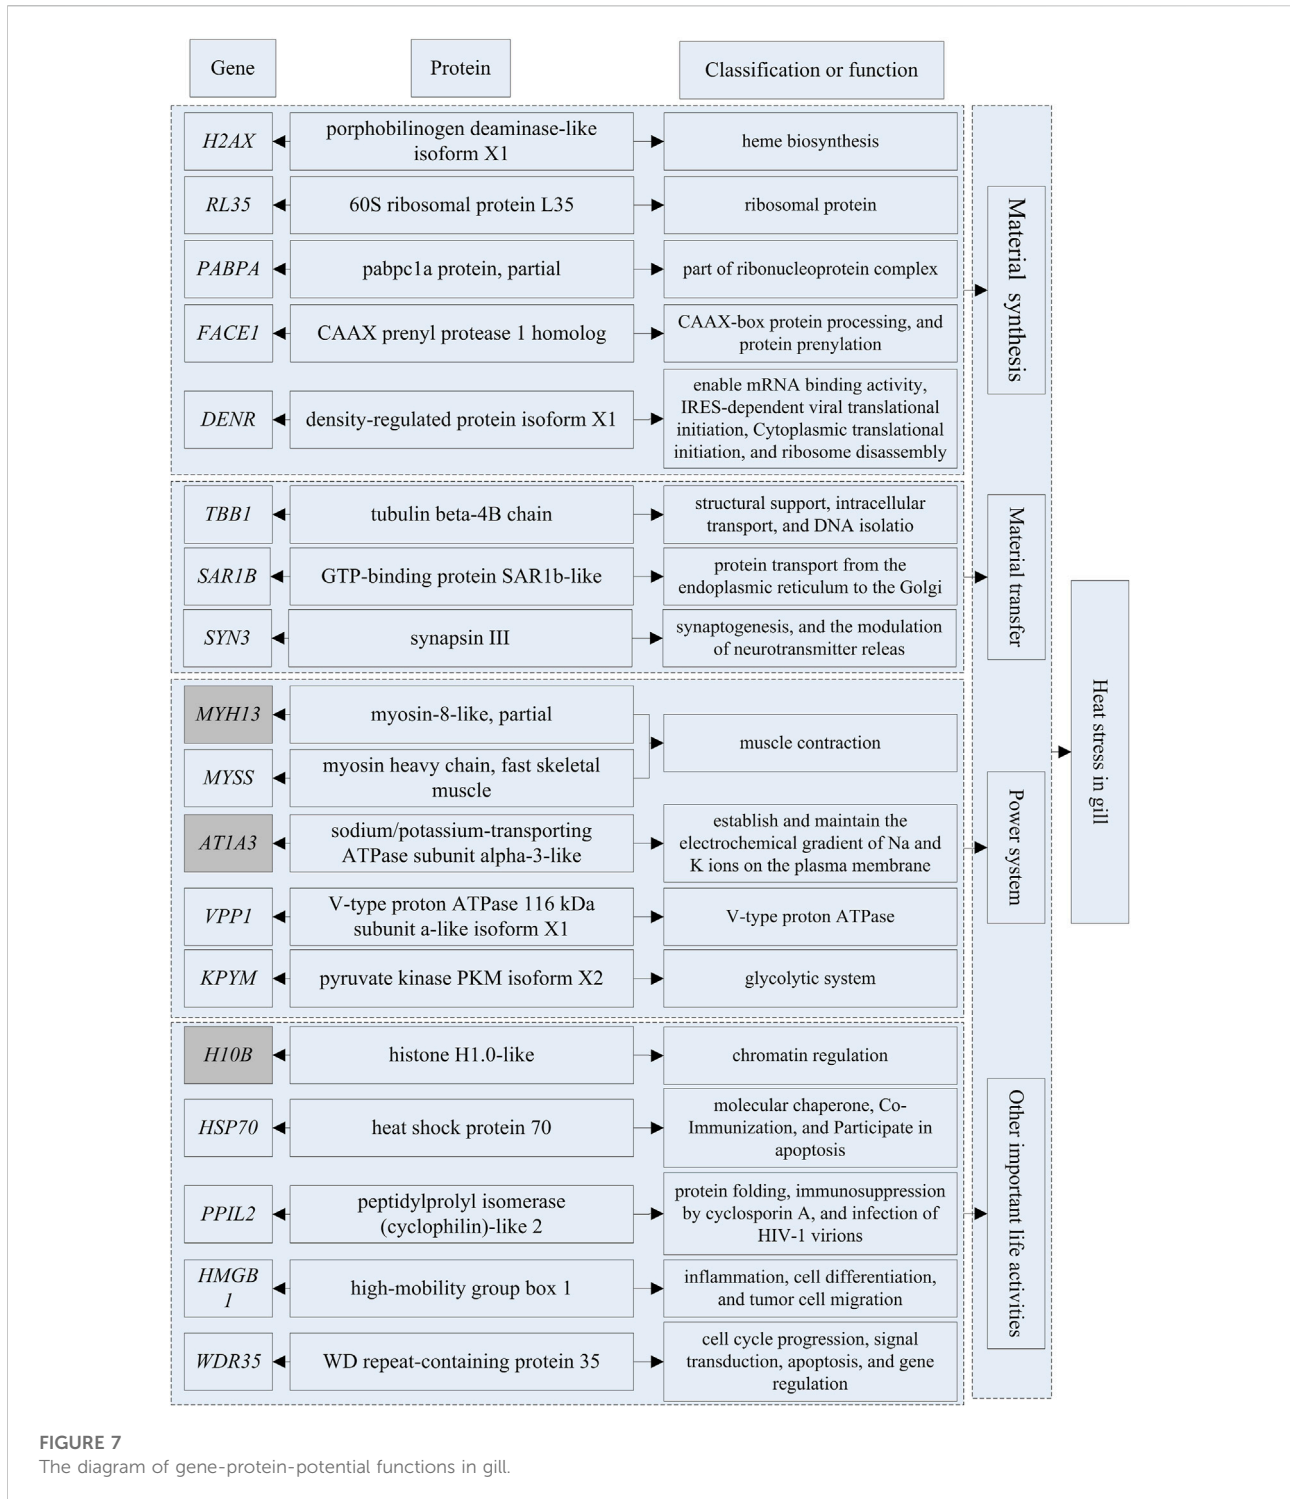 Gene
Protein
Classification or function
H2AX
porphobilinogen deaminase-like
isoform X1
heme biosynthesis
RL35
60S ribosomal protein L35
ribosomal protein
PABPA
pabpc1a protein, partial
part of ribonucleoprotein complex
FACE1
CAAX prenyl protease 1 homolog
CAAX-box protein processing, and
protein prenylation
DENR
density-regulated protein isoform X1
enable mRNA binding activity,
IRES-dependent viral translational
initiation, Cytoplasmic translational
initiation, and ribosome disassembly
Material synthesis
TBB1
tubulin beta-4B chain
structural support, intracellular
transport, and DNA isolatio
SAR1B
GTP-binding protein SAR1b-like
protein transport from the
endoplasmic reticulum to the Golgi
SYN3
synapsin III
synaptogenesis, and the modulation
of neurotransmitter releas
Material transfer
MYH13
myosin-8-like, partial
MYSS
myosin heavy chain, fast skeletal
muscle
muscle contraction
AT1A3
sodium/potassium-transporting
ATPase subunit alpha-3-like
establish and maintain the
electrochemical gradient of Na and
K ions on the plasma membrane
VPP1
V-type proton ATPase 116 kDa
subunit a-like isoform X1
V-type proton ATPase
KPYM
pyruvate kinase PKM isoform X2
glycolytic system
Power system
H10B
histone H1.0-like
chromatin regulation
HSP70
heat shock protein 70
molecular chaperone, Co-
Immunization, and Participate in
apoptosis
PPIL2
peptidylprolyl isomerase
(cyclophilin)-like 2
protein folding, immunosuppression
by cyclosporin A, and infection of
HIV-1 virions
HMGB
1
high-mobility group box 1
inflammation, cell differentiation,
and tumor cell migration
WDR35
WD repeat-containing protein 35
cell cycle progression, signal
transduction, apoptosis, and gene
regulation
Other important life activities
Heat stress in gill
FIGURE 7
The diagram of gene-protein-potential functions in gill.